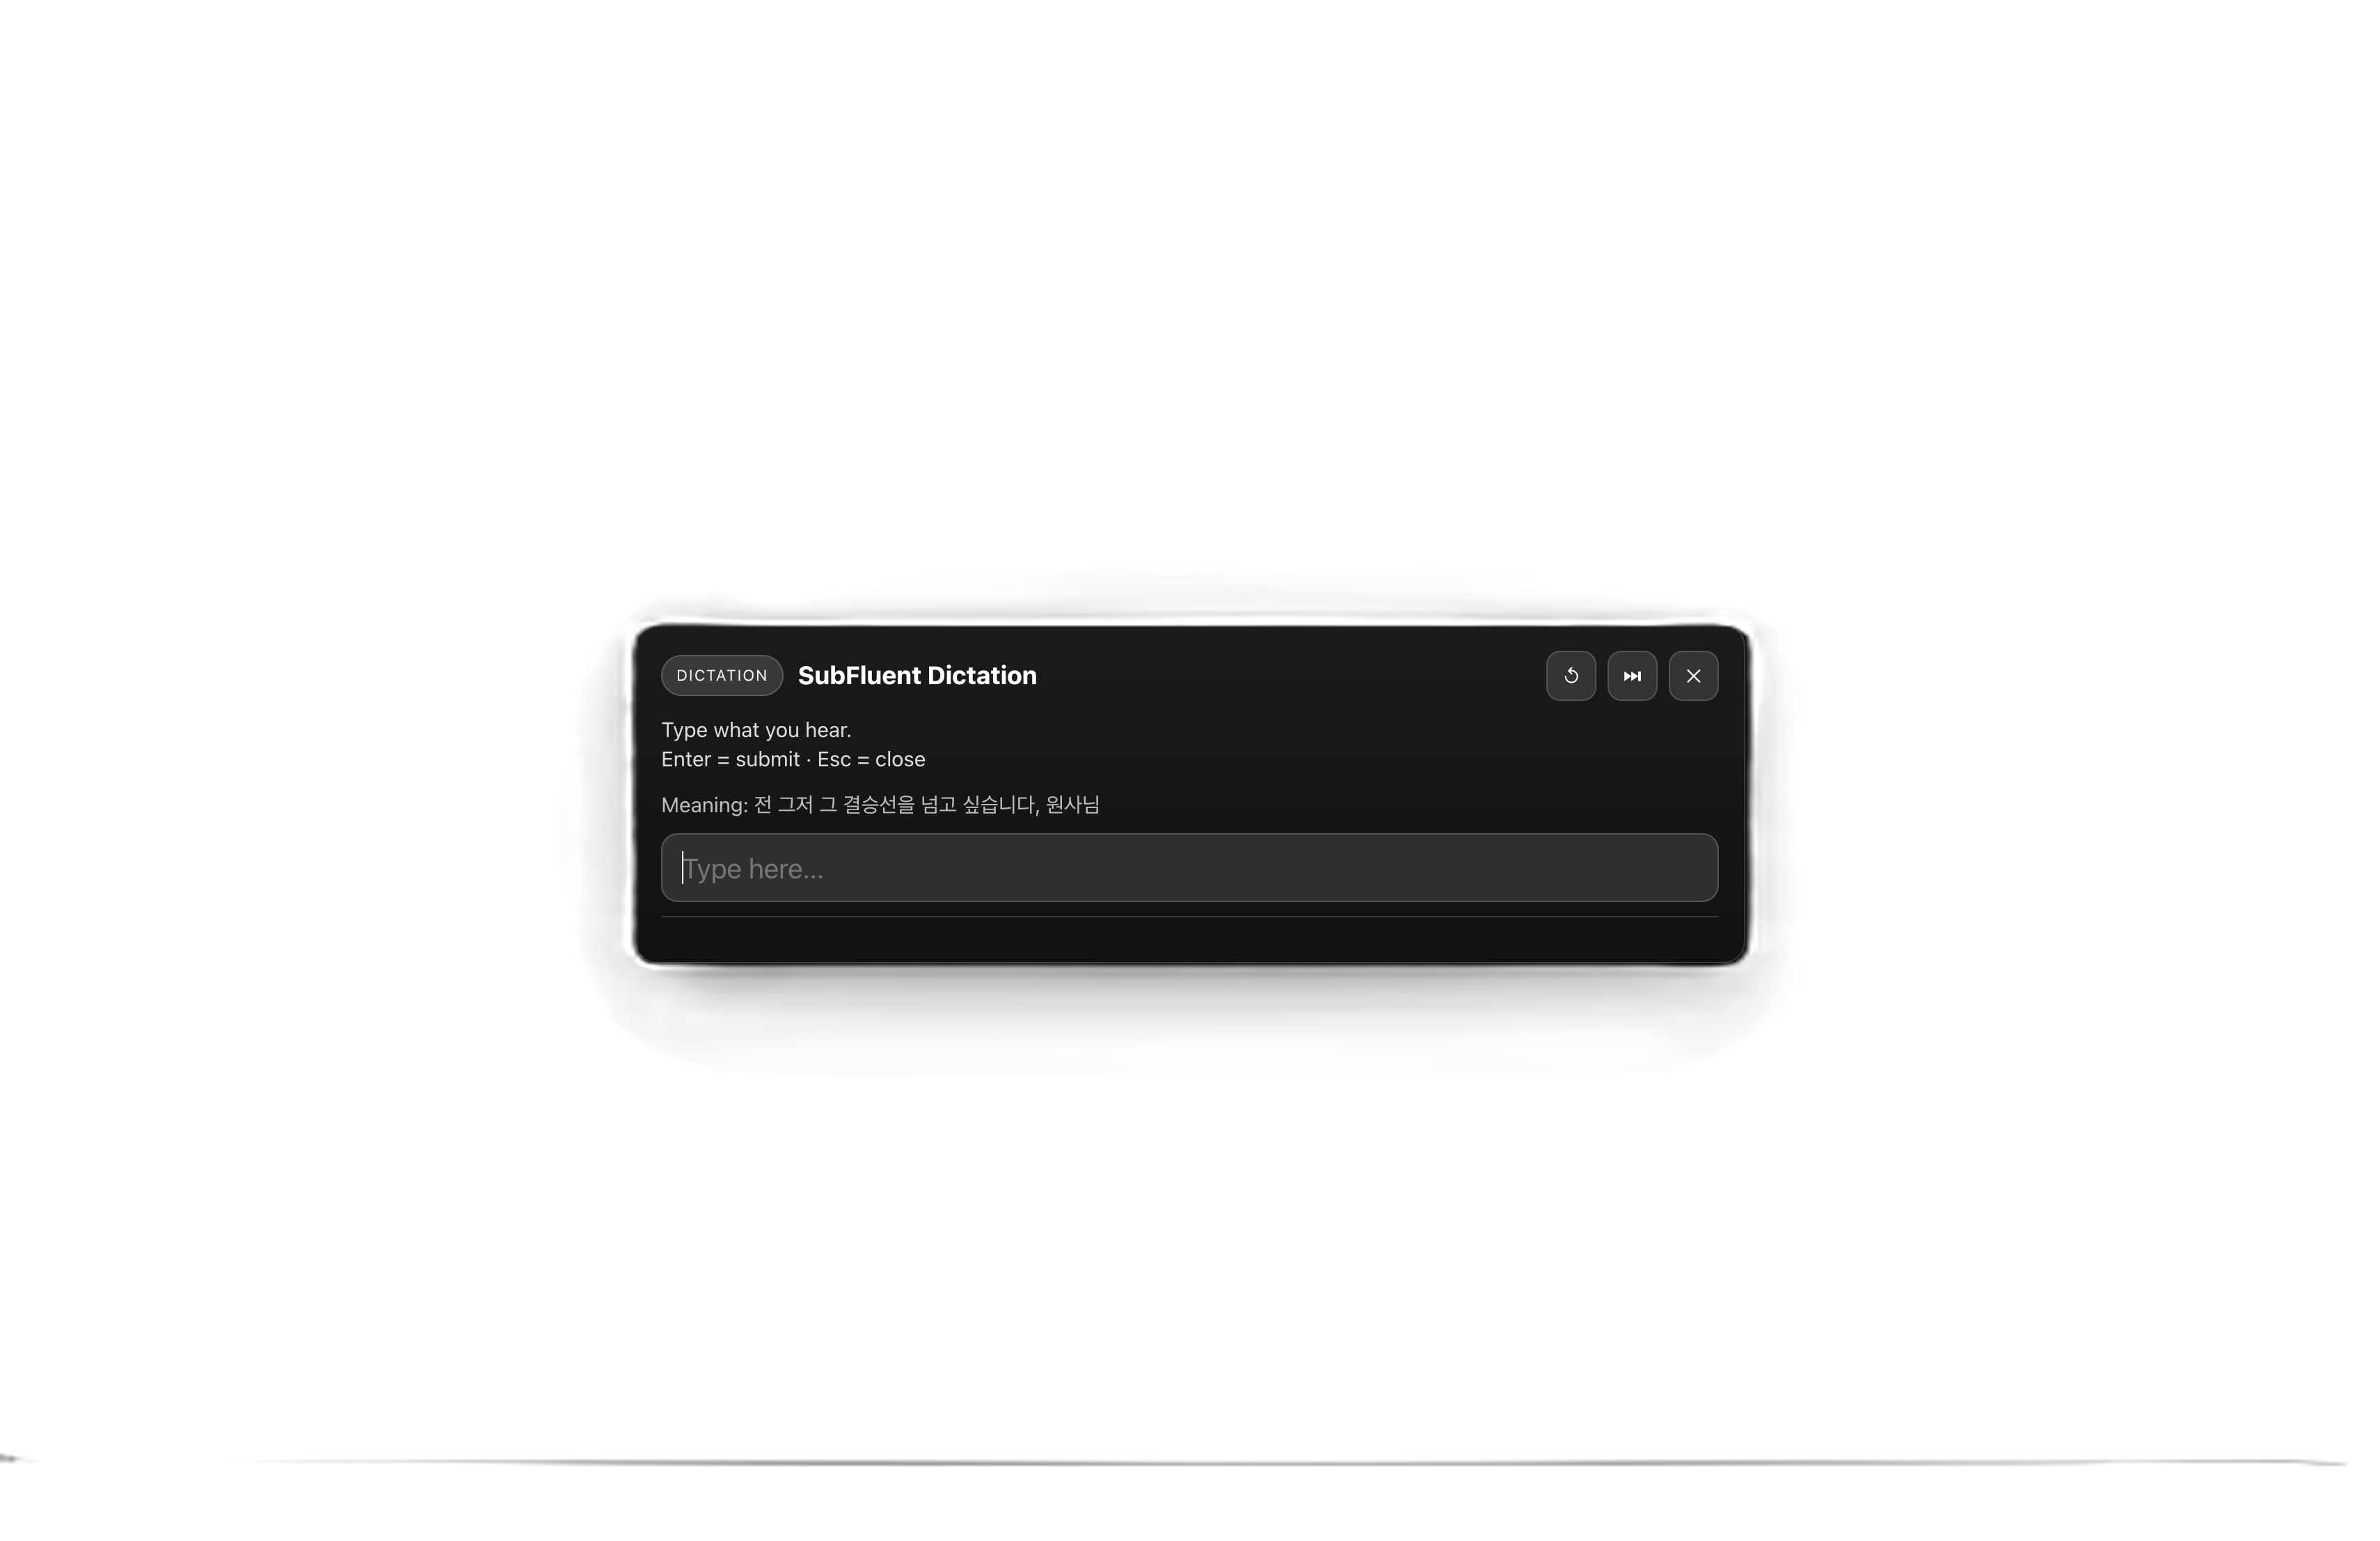 DICTATION SubFluent Dictation
Type what you hear.
Enter = submit · Esc = close
Meaning: 전 그저 그 결승선을 넘고 싶습니다, 원사님
Type here...